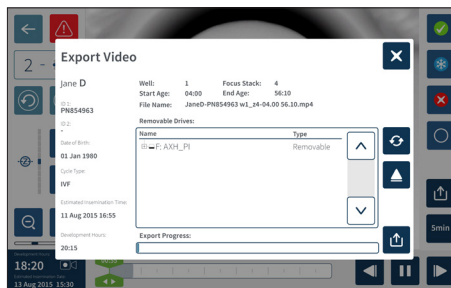 Export Video
2 -
Jane D
ID 1:
PN854963
ID 2:
-
Date of Birth:
01 Jan 1980
Cycle Type:
IVF
Estimated Insemination Time:
11 Aug 2015 16:55
Development Hours:
20:15
Well: 1 Focus Stack: 4
Start Age: 04:00 End Age: 56:10
File Name: JaneD-PN854963 w1_z4-04.00 56.10.mp4
Removable Drives:
Name Type
F: AXH_PI Removable
Export Progress:
5min
Development Hours
18:20
13 Aug 2015 15:30